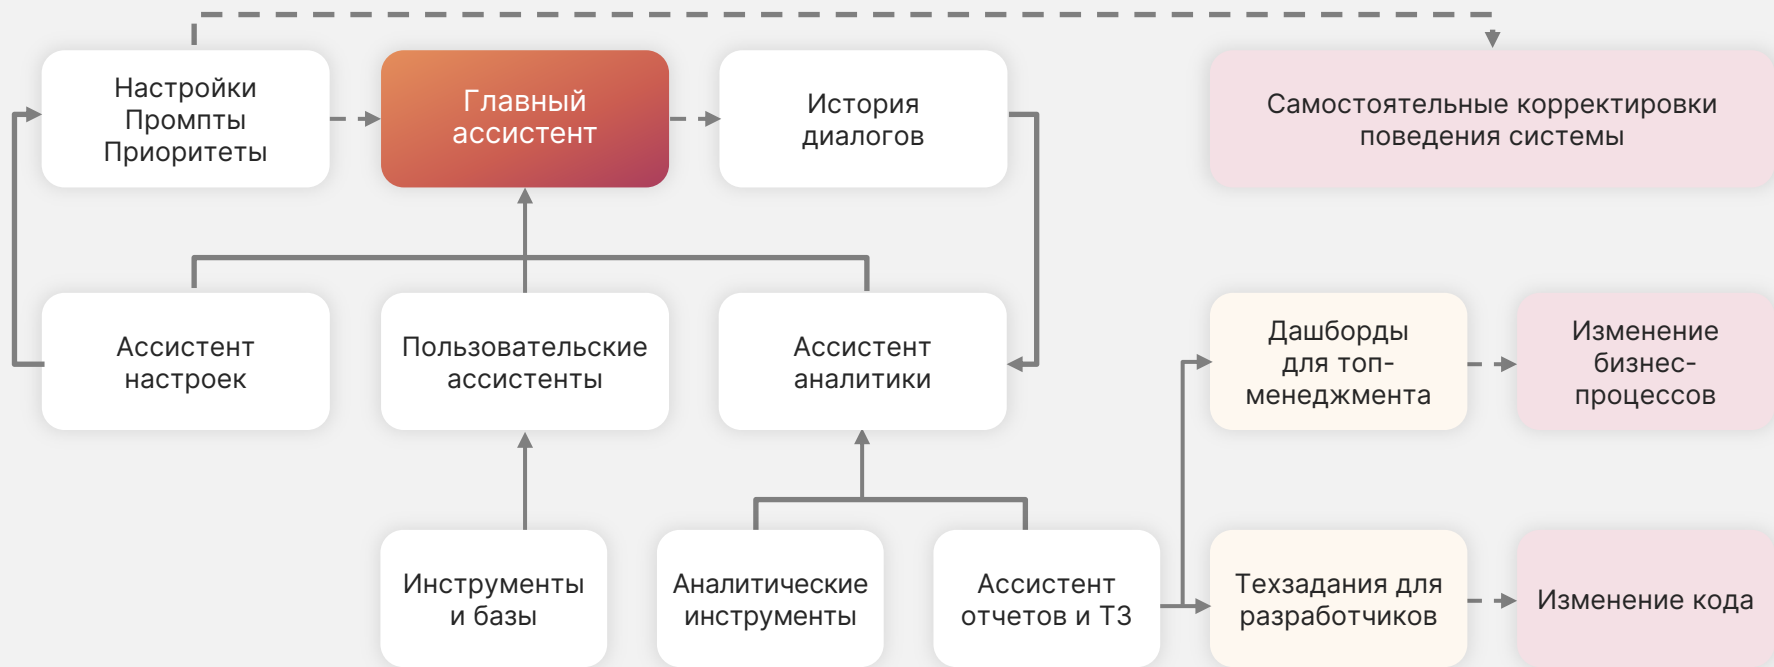 Настройки
Промпты
Приоритеты
Главный
ассистент
История
диалогов
Самостоятельные корректировки
поведения системы
Ассистент
настроек
Пользовательские
ассистенты
Ассистент
аналитики
Дашборды
для топ-
менеджмента
Изменение
бизнес-
процессов
Инструменты
и базы
Аналитические
инструменты
Ассистент
отчетов и ТЗ
Техзадания для
разработчиков
Изменение кода